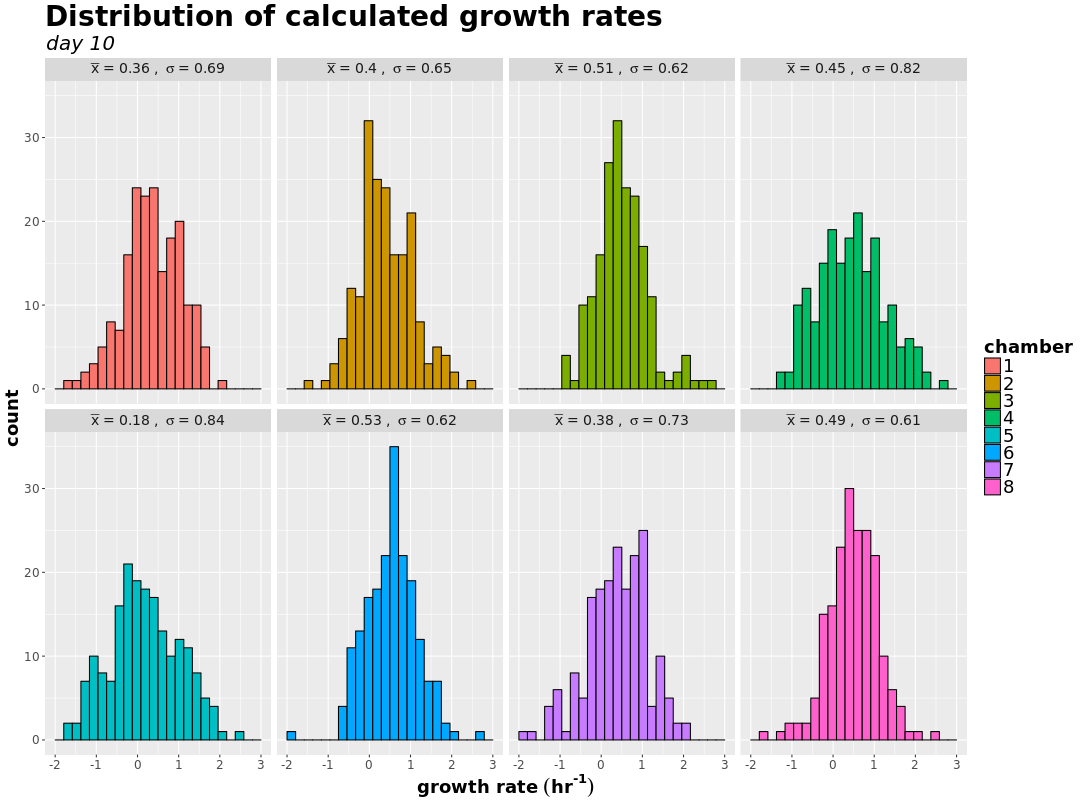 Distribution of calculated growth rates
day 10
x̅ = 0.36 , σ = 0.69
x̅ = 0.4 , σ = 0.65
x̅ = 0.51 , σ = 0.62
x̅ = 0.45 , σ = 0.82
30
20
10
0
x̅ = 0.18 , σ = 0.84
x̅ = 0.53 , σ = 0.62
x̅ = 0.38 , σ = 0.73
x̅ = 0.49 , σ = 0.61
30
20
10
0
-2 -1 0 1 2 3
-2 -1 0 1 2 3
-2 -1 0 1 2 3
-2 -1 0 1 2 3
count
growth rate (hr⁻¹)
chamber
1
2
3
4
5
6
7
8